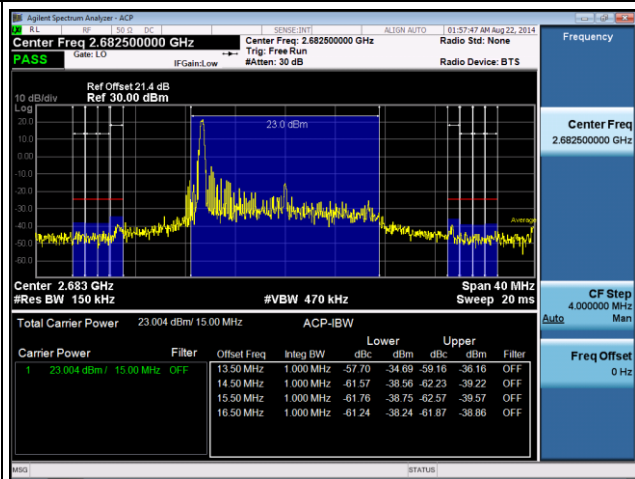 Agilent Spectrum Analyzer - ACP
RL RF 50 Ω DC SENSE:INT ALIGN AUTO 01:57:47 AM Aug 22, 2014
Center Freq 2.682500000 GHz Center Freq: 2.682500000 GHz Radio Std: None
PASS Gate: LO IFGain:Low Trig: Free Run
#Atten: 30 dB Radio Device: BTS
Ref Offset 21.4 dB
10 dB/div Ref 30.00 dBm
Log
20.0
10.0
0.00
-10.0
-20.0
-30.0
-40.0
-50.0
-60.0
23.0 dBm
Average
Center 2.683 GHz Span 40 MHz
#Res BW 150 kHz #VBW 470 kHz Sweep 20 ms
Total Carrier Power 23.004 dBm/ 15.00 MHz ACP-IBW
Lower Upper
Carrier Power Filter Offset Freq Integ BW dBc dBm dBc dBm Filter
1 23.004 dBm / 15.00 MHz OFF 13.50 MHz 1.000 MHz -57.70 -34.69 -59.16 -36.16 OFF
14.50 MHz 1.000 MHz -61.57 -38.56 -62.23 -39.22 OFF
15.50 MHz 1.000 MHz -61.76 -38.75 -62.57 -39.57 OFF
16.50 MHz 1.000 MHz -61.24 -38.24 -61.87 -38.86 OFF
MSG STATUS
Frequency
Center Freq
2.682500000 GHz
CF Step
4.000000 MHz
Auto Man
Freq Offset
0 Hz